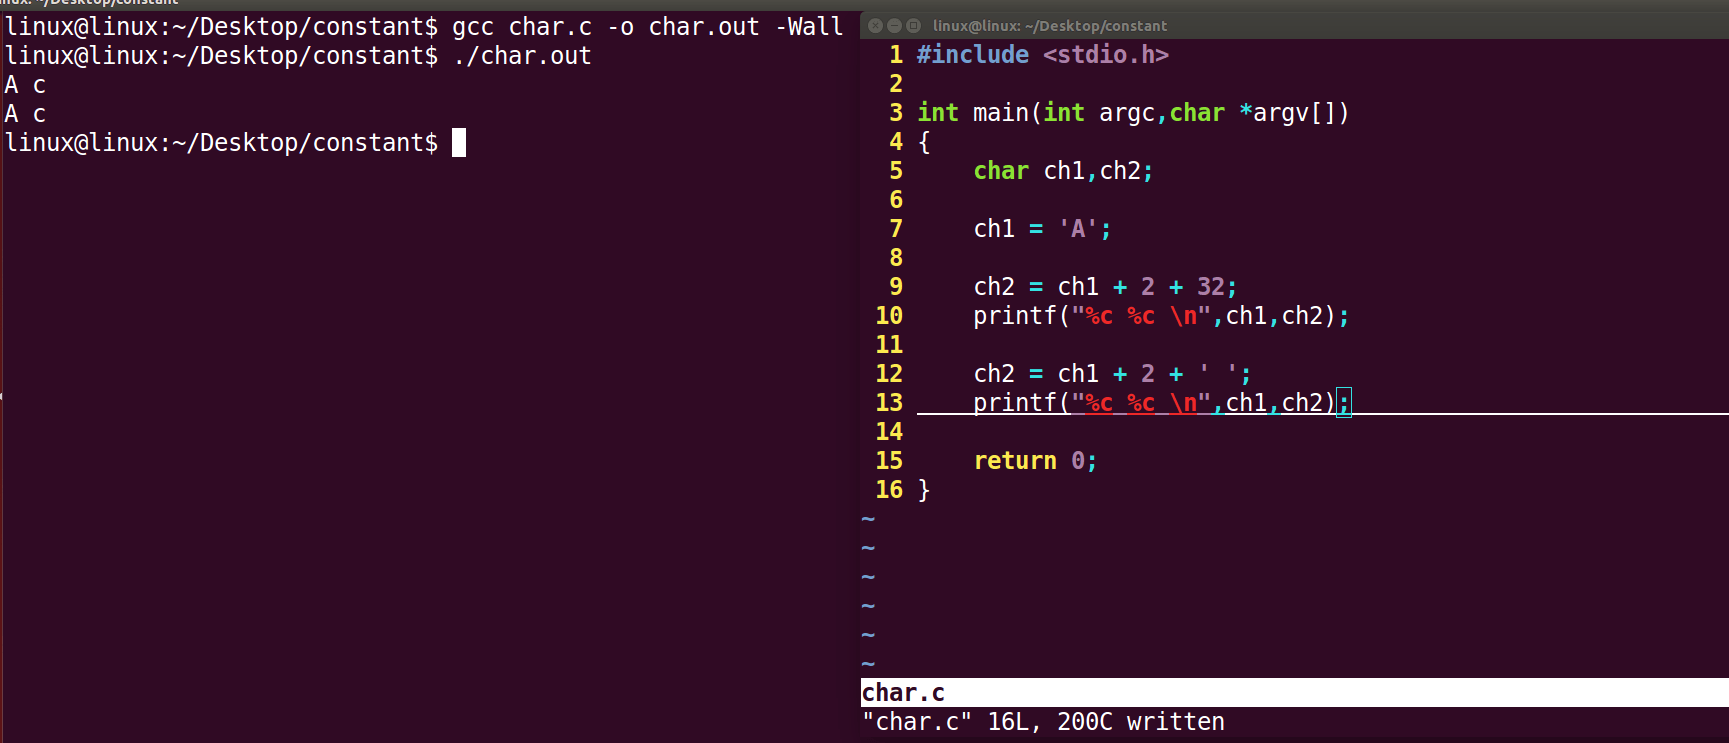 linux: ~/Desktop/constant
linux@linux:~/Desktop/constant$ gcc char.c -o char.out -Wall
linux@linux:~/Desktop/constant$ ./char.out
A c
A c
linux@linux:~/Desktop/constant$
linux@linux: ~/Desktop/constant
1 #include <stdio.h>
2
3 int main(int argc,char *argv[])
4 {
5     char ch1,ch2;
6
7     ch1 = 'A';
8
9     ch2 = ch1 + 2 + 32;
10     printf("%c %c \n",ch1,ch2);
11
12     ch2 = ch1 + 2 + ' ';
13     printf("%c %c \n",ch1,ch2);
14
15     return 0;
16 }
~
~
~
~
~
~
char.c
"char.c" 16L, 200C written